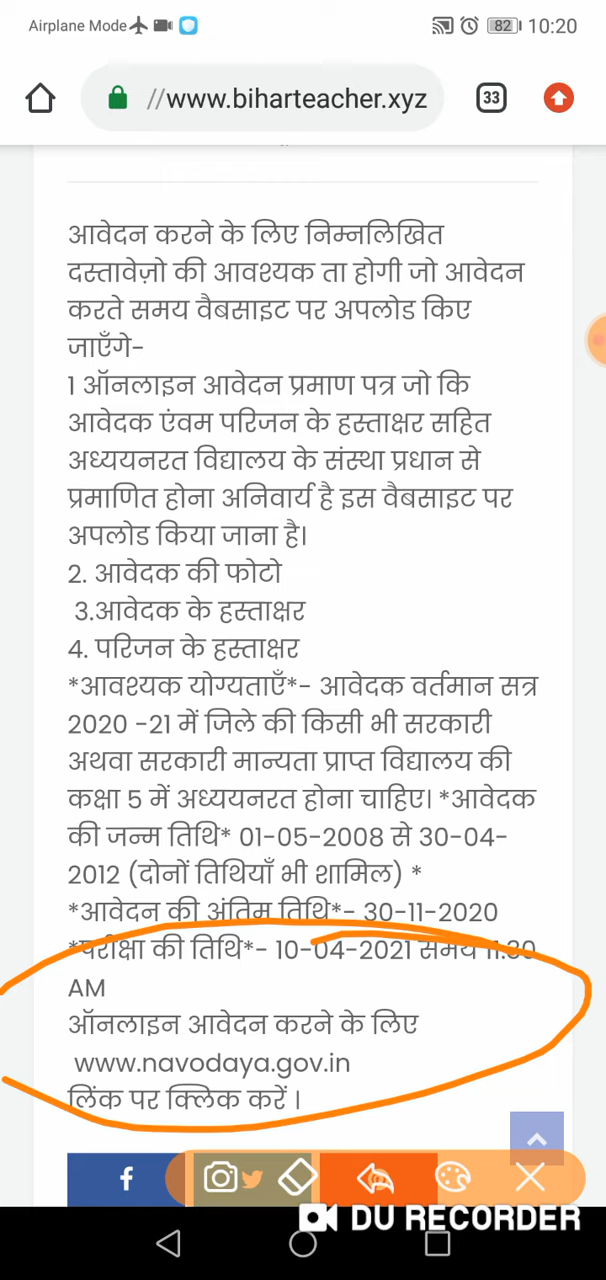 Airplane Mode 82 10:20
//www.biharteacher.xyz 33
आवेदन करने के लिए निम्नलिखित
दस्तावेज़ो की आवश्यक ता होगी जो आवेदन
करते समय वैबसाइट पर अपलोड किए
जाएँगे-
1 ऑनलाइन आवेदन प्रमाण पत्र जो कि
आवेदक एंवम परिजन के हस्ताक्षर सहित
अध्ययनरत विद्यालय के संस्था प्रधान से
प्रमाणित होना अनिवार्य है इस वैबसाइट पर
अपलोड किया जाना है।
2. आवेदक की फोटो
3.आवेदक के हस्ताक्षर
4. परिजन के हस्ताक्षर
*आवश्यक योग्यताएँ*- आवेदक वर्तमान सत्र
2020 -21 में जिले की किसी भी सरकारी
अथवा सरकारी मान्यता प्राप्त विद्यालय की
कक्षा 5 में अध्ययनरत होना चाहिए। *आवेदक
की जन्म तिथि* 01-05-2008 से 30-04-
2012 (दोनों तिथियाँ भी शामिल) *
*आवेदन की अंतिम तिथि*- 30-11-2020
*परीक्षा की तिथि*- 10-04-2021 समय 11.30
AM
ऑनलाइन आवेदन करने के लिए
www.navodaya.gov.in
लिंक पर क्लिक करें ।
DU RECORDER